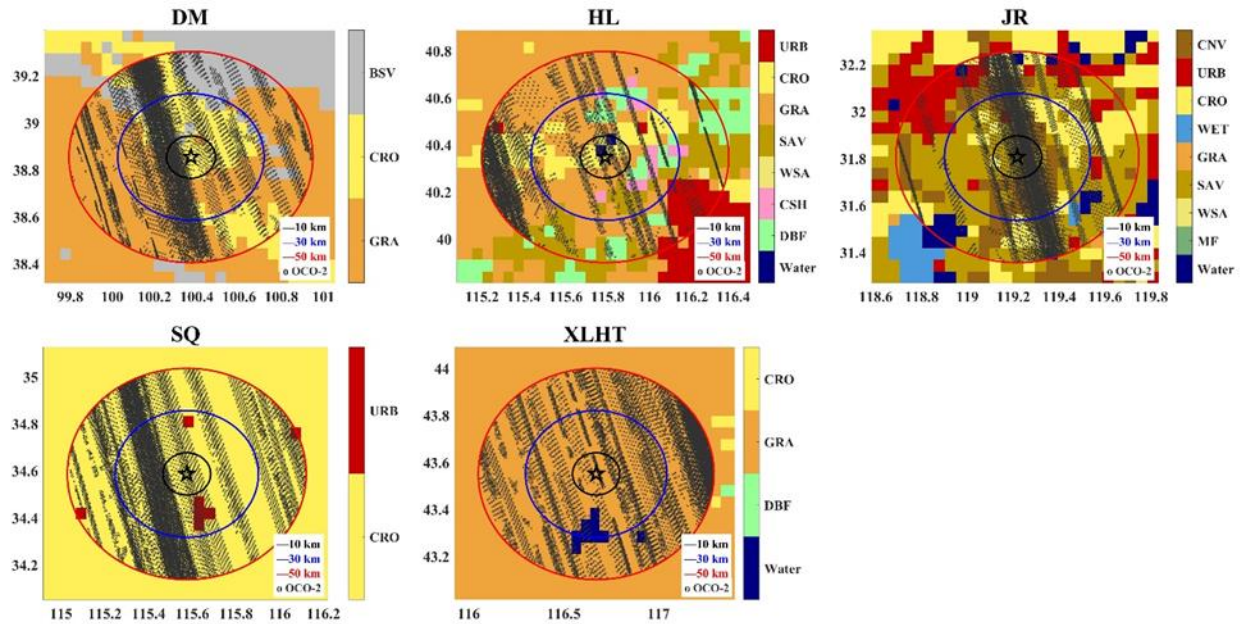 DM
39.2
39
38.8
38.6
38.4
99.8 100 100.2 100.4 100.6 100.8 101
BSV
CRO
GRA
—10 km
—30 km
—50 km
o OCO-2
HL
40.8
40.6
40.4
40.2
40
115.2 115.4 115.6 115.8 116 116.2 116.4
URB
CRO
GRA
SAV
WSA
CSH
DBF
Water
—10 km
—30 km
—50 km
o OCO-2
JR
32.2
32
31.8
31.6
31.4
118.6 118.8 119 119.2 119.4 119.6 119.8
CNV
URB
CRO
WET
GRA
SAV
WSA
MF
Water
—10 km
—30 km
—50 km
o OCO-2
SQ
35
34.8
34.6
34.4
34.2
115 115.2 115.4 115.6 115.8 116 116.2
URB
CRO
—10 km
—30 km
—50 km
o OCO-2
XLHT
44
43.8
43.6
43.4
43.2
116 116.5 117
CRO
GRA
DBF
Water
—10 km
—30 km
—50 km
o OCO-2